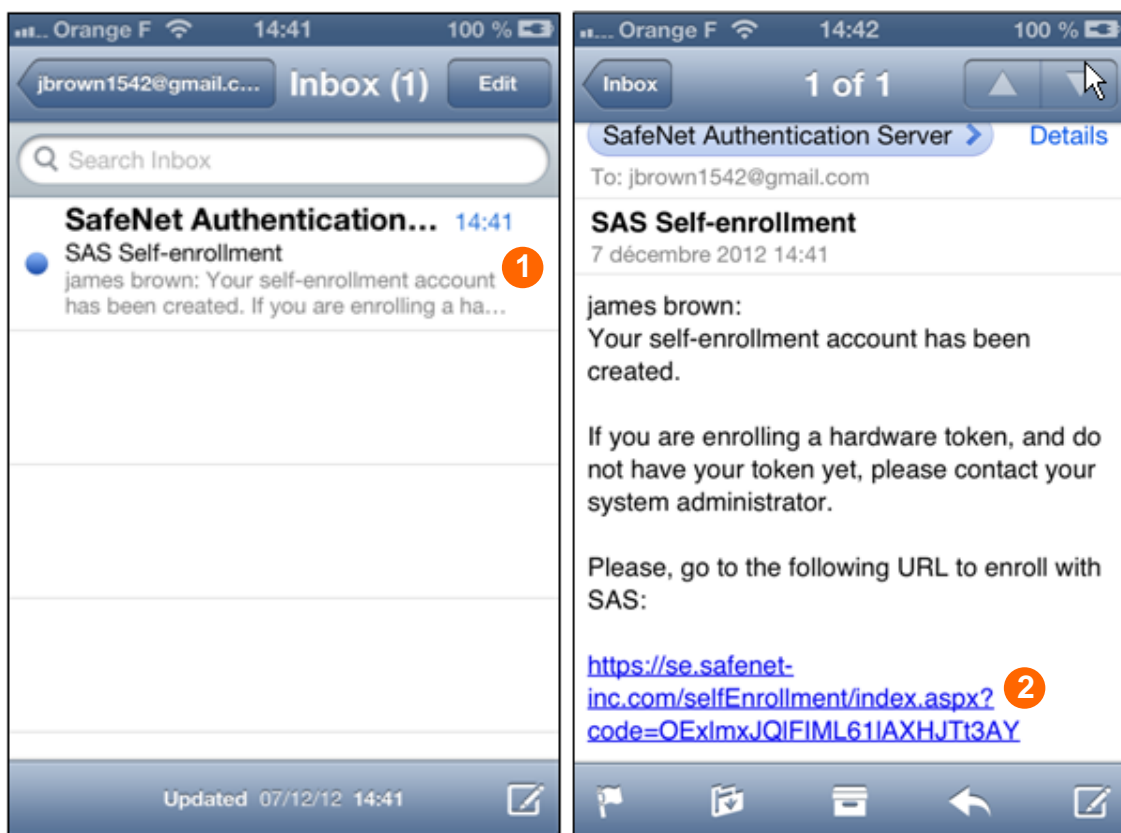 Orange F 14:41 100 %
jbrown1542@gmail.c... Inbox (1) Edit
Search Inbox
SafeNet Authentication... 14:41
SAS Self-enrollment
james brown: Your self-enrollment account
has been created. If you are enrolling a ha...
1
Updated 07/12/12 14:41
Orange F 14:42 100 %
Inbox 1 of 1
SafeNet Authentication Server Details
To: jbrown1542@gmail.com
SAS Self-enrollment
7 décembre 2012 14:41
james brown:
Your self-enrollment account has been
created.
If you are enrolling a hardware token, and do
not have your token yet, please contact your
system administrator.
Please, go to the following URL to enroll with
SAS:
https://se.safenet-
inc.com/selfEnrollment/index.aspx?
2
code=OExlmxJQlFIML61lAXHJTt3AY